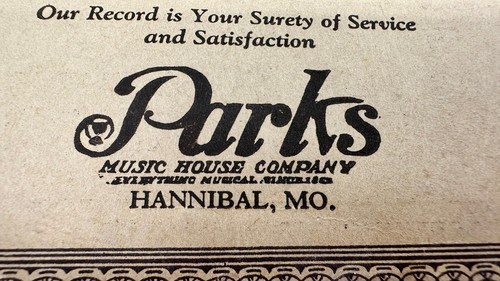 Our Record is Your Surety of Service
and Satisfaction
Parks
MUSIC HOUSE COMPANY
EVERYTHING MUSICAL SINCE
HANNIBAL, MO.